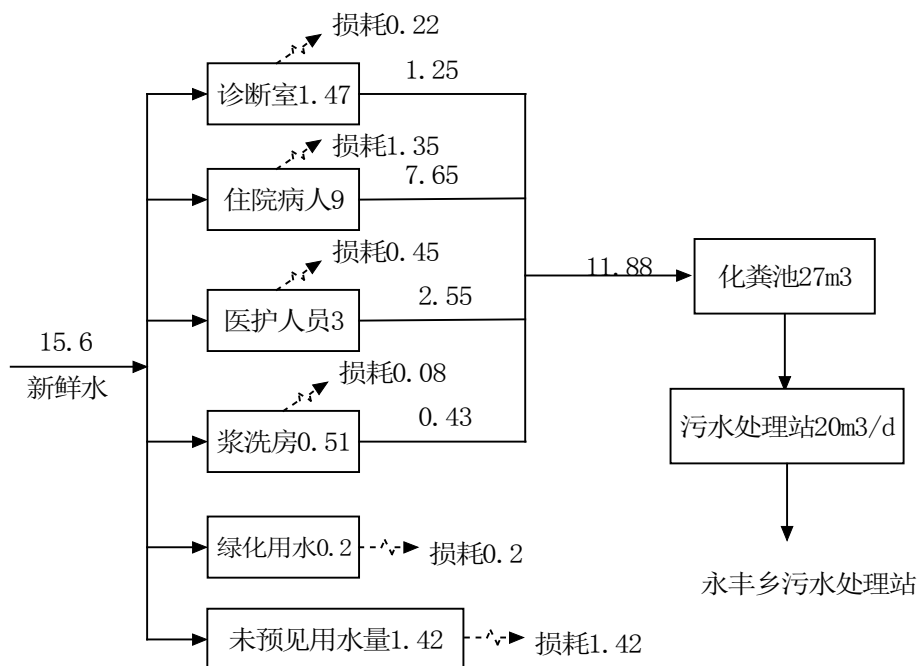 损耗0.22
诊断室1.47
1.25
损耗1.35
住院病人9
7.65
损耗0.45
医护人员3
2.55
11.88
化粪池27m3
15.6
新鲜水
损耗0.08
浆洗房0.51
0.43
污水处理站20m3/d
绿化用水0.2
损耗0.2
永丰乡污水处理站
未预见用水量1.42
损耗1.42